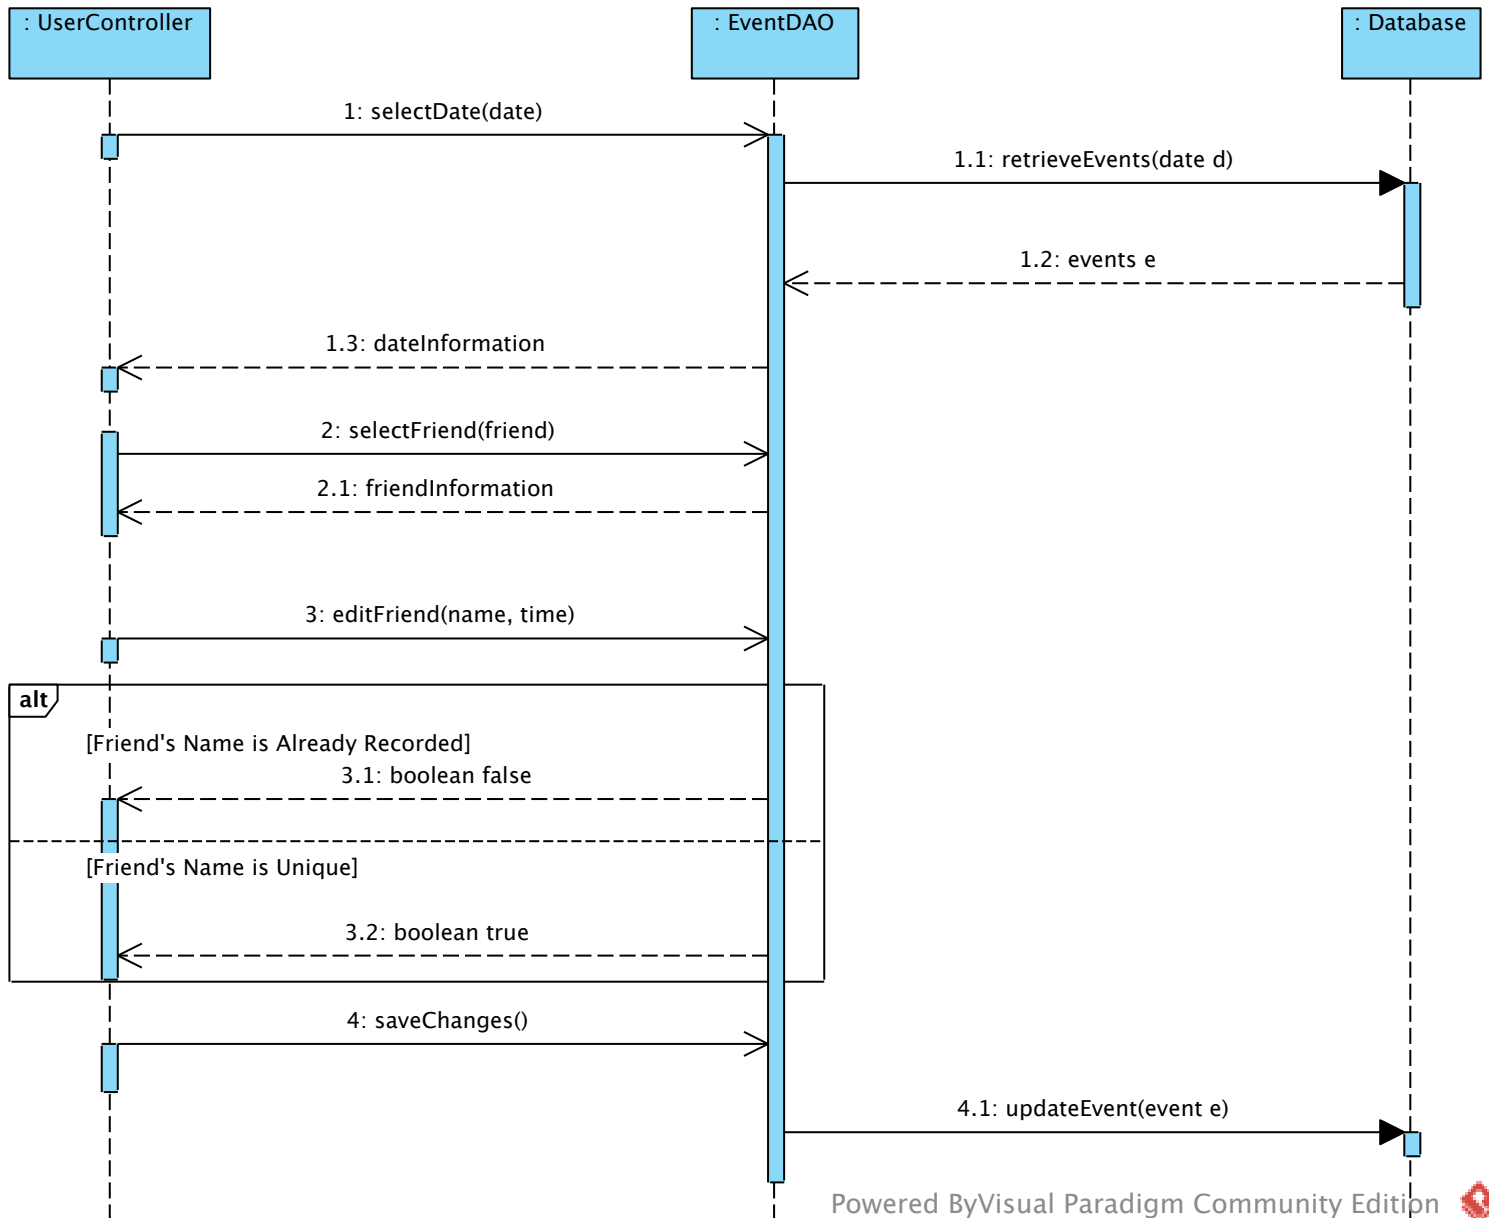 : UserController
: EventDAO
: Database
1: selectDate(date)
1.1: retrieveEvents(date d)
1.2: events e
1.3: dateInformation
2: selectFriend(friend)
2.1: friendInformation
3: editFriend(name, time)
alt
[Friend's Name is Already Recorded]
3.1: boolean false
[Friend's Name is Unique]
3.2: boolean true
4: saveChanges()
4.1: updateEvent(event e)
Powered ByVisual Paradigm Community Edition